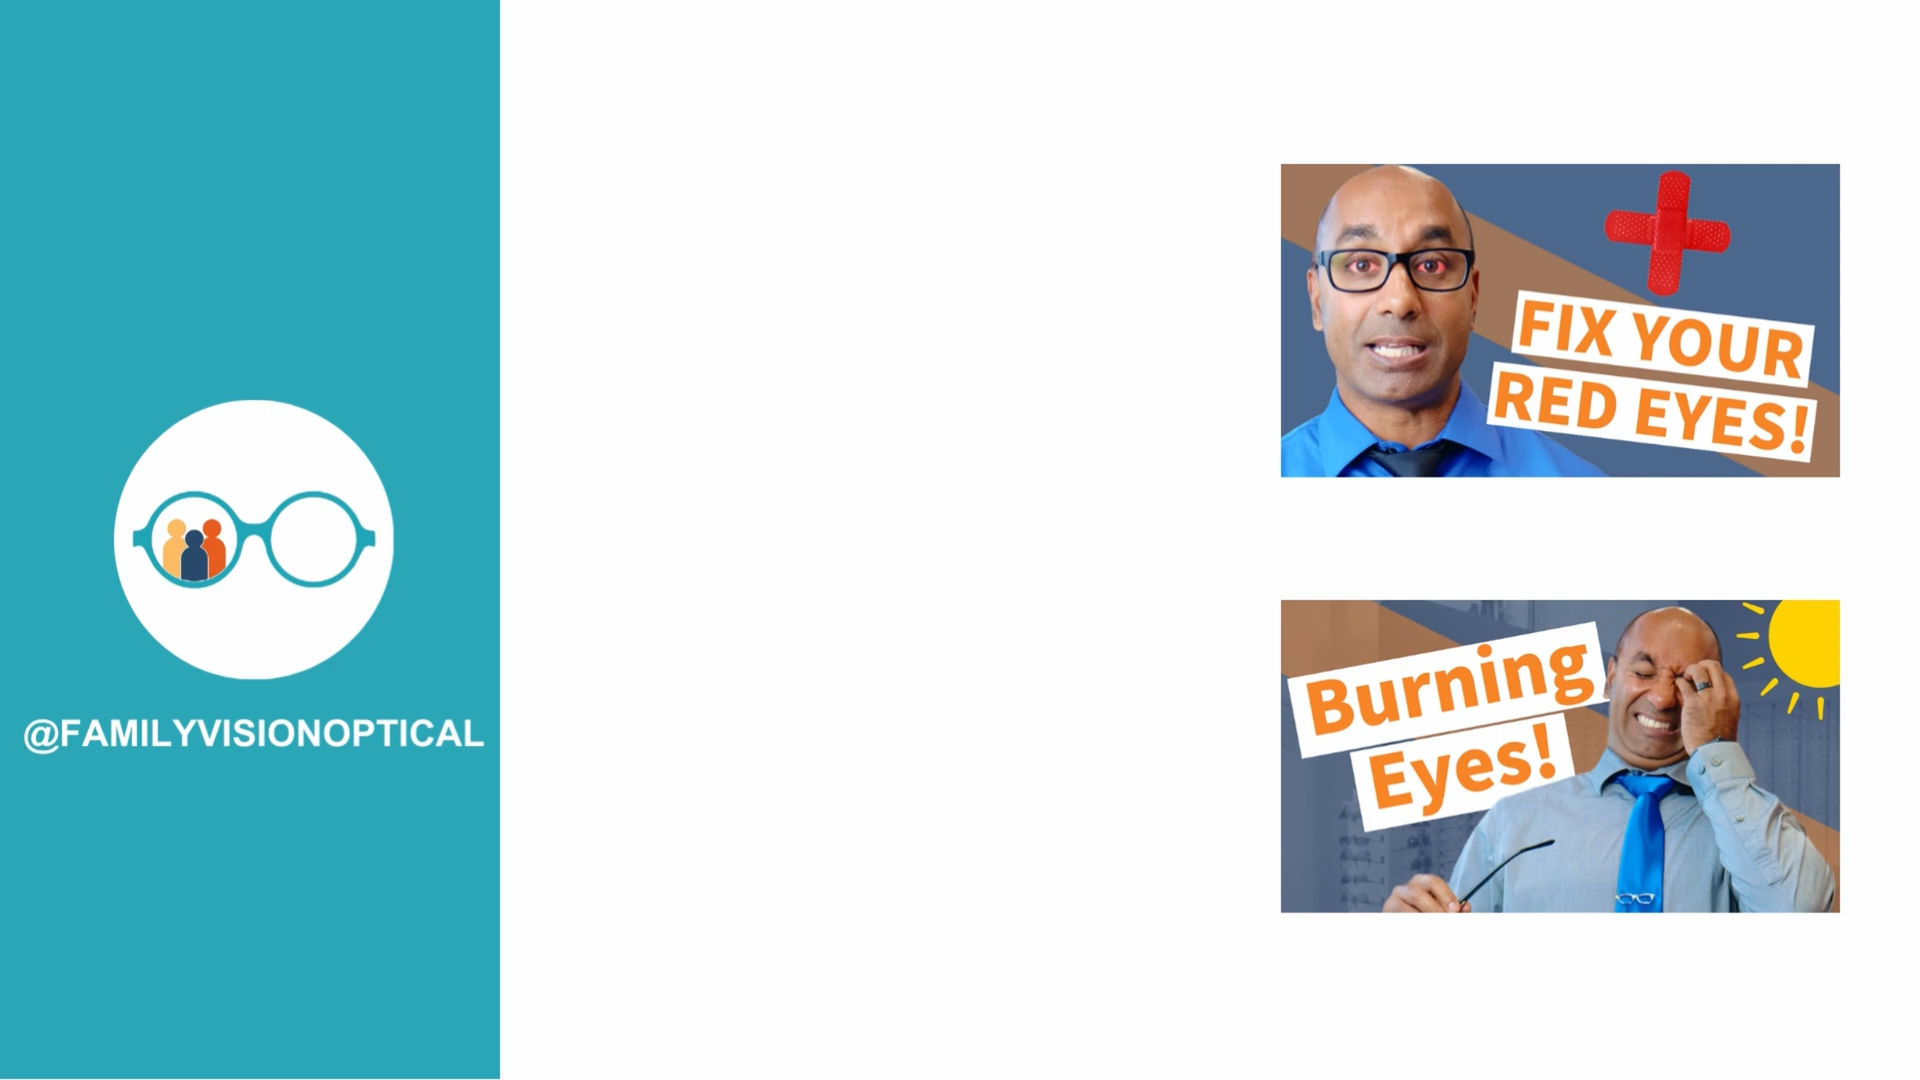 @FAMILYVISIONOPTICAL
FIX YOUR
RED EYES!
Burning
Eyes!